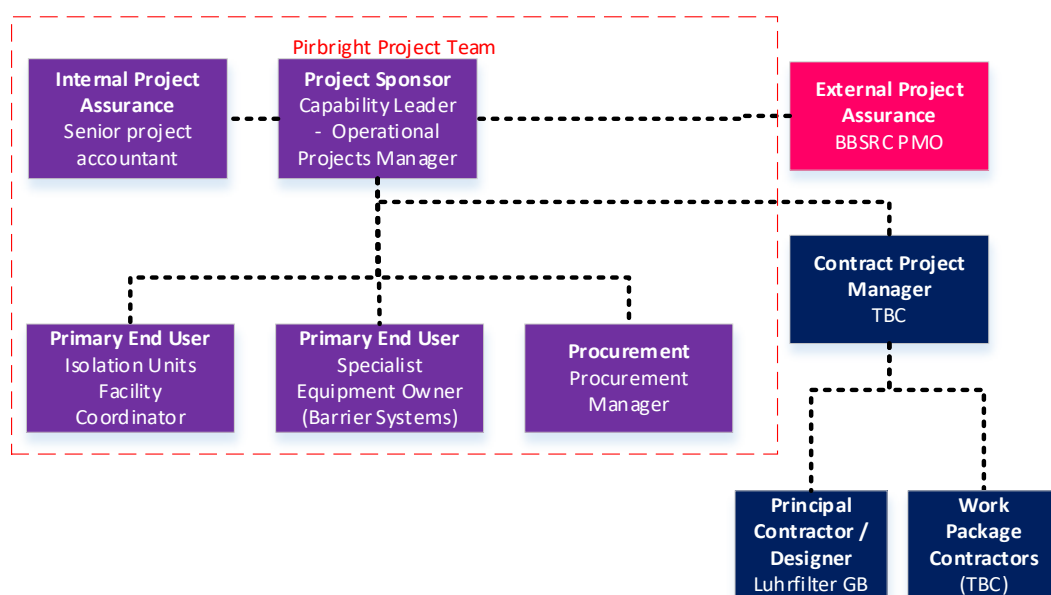 Pirbright Project Team
Internal Project
Assurance
Senior project
accountant
Project Sponsor
Capability Leader
- Operational
Projects Manager
External Project
Assurance
BBSRC PMO
Contract Project
Manager
TBC
Primary End User
Isolation Units
Facility
Coordinator
Primary End User
Specialist
Equipment Owner
(Barrier Systems)
Procurement
Procurement
Manager
Principal
Contractor /
Designer
Luhrfilter GB
Work
Package
Contractors
(TBC)